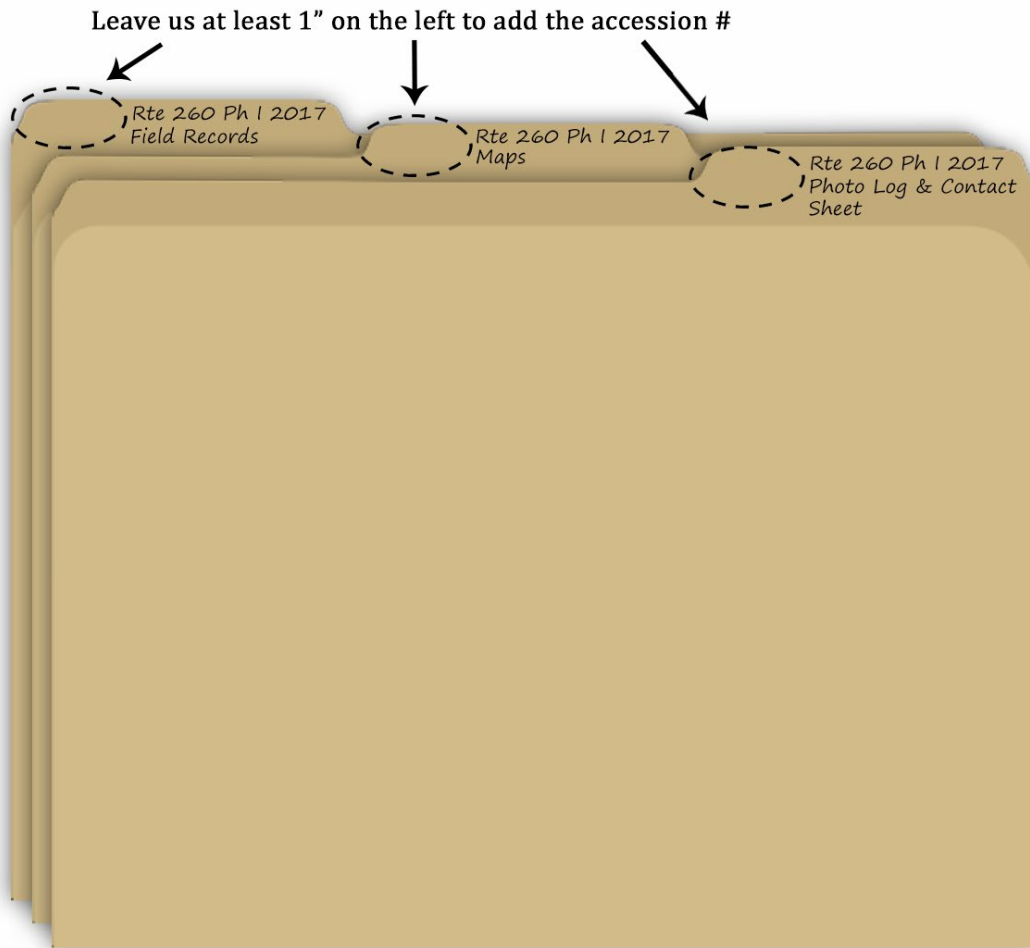 Leave us at least 1” on the left to add the accession #
Rte 260 Ph I 2017
Field Records
Rte 260 Ph I 2017
Maps
Rte 260 Ph I 2017
Photo Log & Contact
Sheet